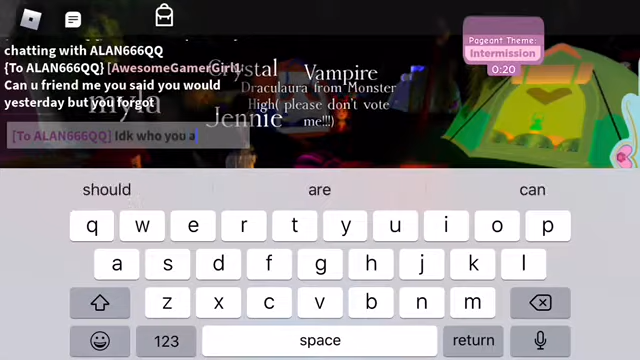 chatting with ALAN666QQ
{To ALAN666QQ} [AwesomeGamerGirl1:
Can u friend me you said you would
yesterday but you forgot
[To ALAN666QQ] Idk who you a
Crystal
Vampire
Draculaura from Monster
High( please don't vote
me!!!)
Jennie
Myla
Pageant Theme:
Intermission
0:20
should are can
q w e r t y u i o p
a s d f g h j k l
z x c v b n m
123 space return